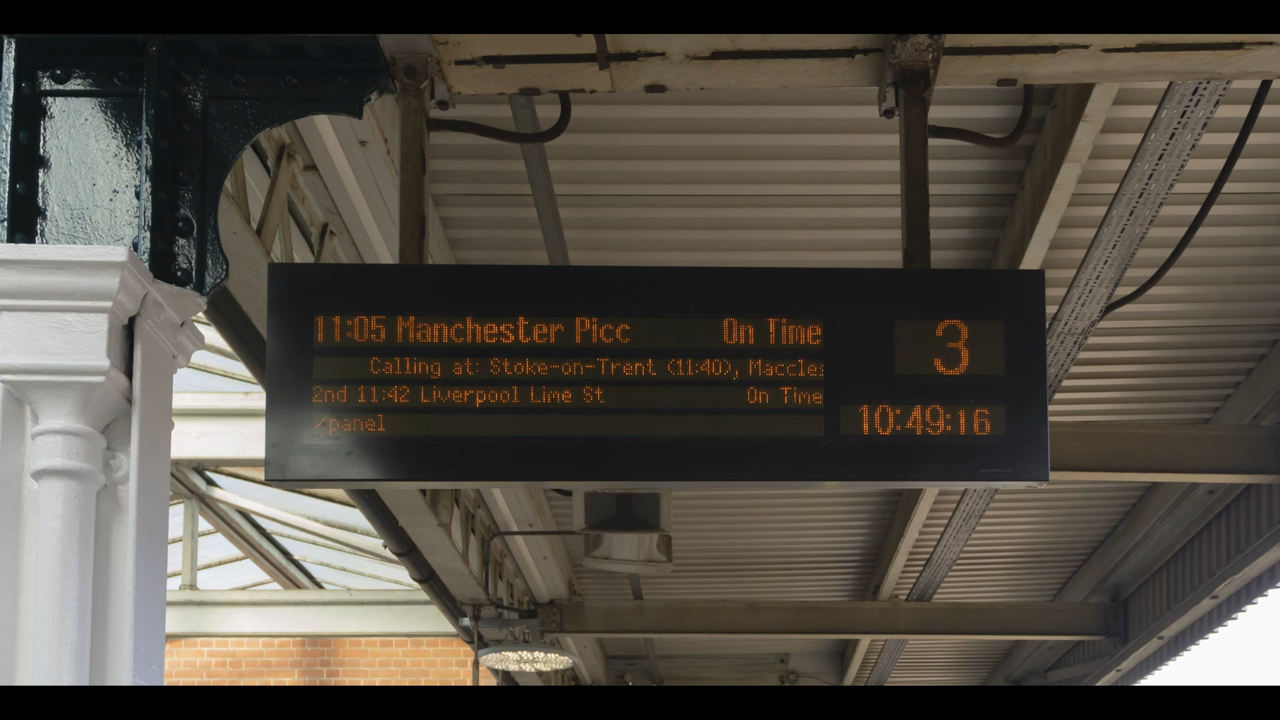 11:05 Manchester Picc On Time
Calling at: Stoke-on-Trent (11:40), Maccles
2nd 11:42 Liverpool Lime St On Time
/panel
3
10:49:16